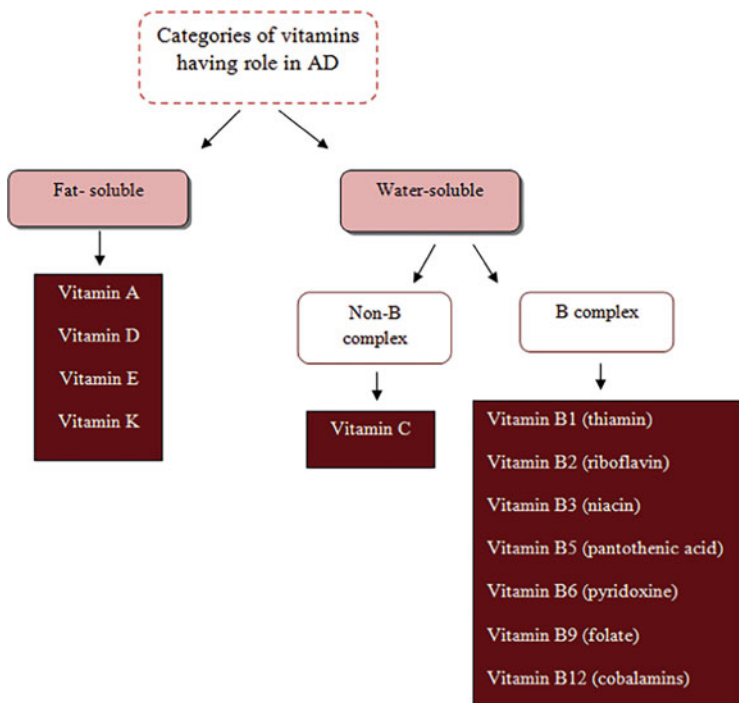 Categories of vitamins
having role in AD
Fat- soluble
Water-soluble
Vitamin A
Vitamin D
Vitamin E
Vitamin K
Non-B
complex
B complex
Vitamin C
Vitamin B1 (thiamin)
Vitamin B2 (riboflavin)
Vitamin B3 (niacin)
Vitamin B5 (pantothenic acid)
Vitamin B6 (pyridoxine)
Vitamin B9 (folate)
Vitamin B12 (cobalamins)